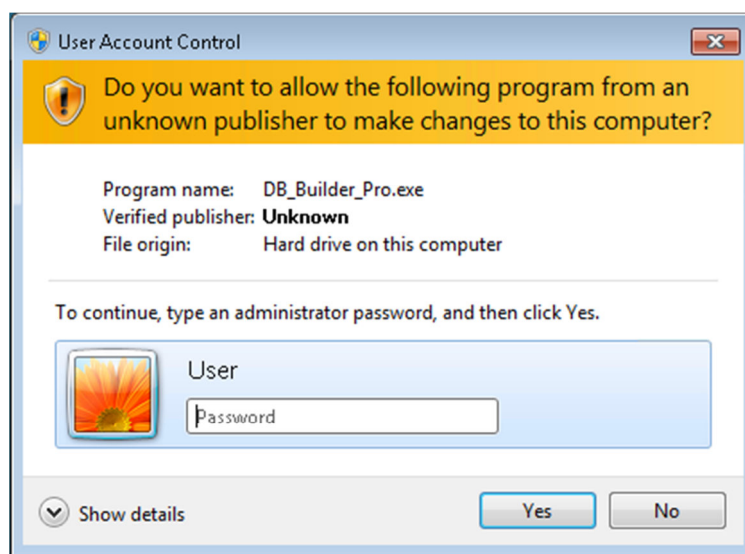 User Account Control
Do you want to allow the following program from an
unknown publisher to make changes to this computer?
Program name: DB_Builder_Pro.exe
Verified publisher: Unknown
File origin: Hard drive on this computer
To continue, type an administrator password, and then click Yes.
User
Password
Show details Yes No